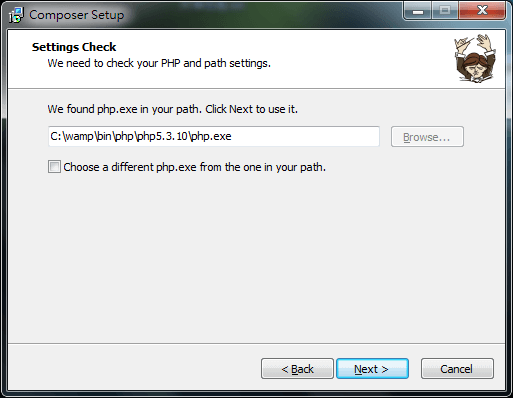 Composer Setup
Settings Check
We need to check your PHP and path settings.
We found php.exe in your path. Click Next to use it.
C:\wamp\bin\php\php5.3.10\php.exe
Browse...
Choose a different php.exe from the one in your path.
< Back
Next >
Cancel